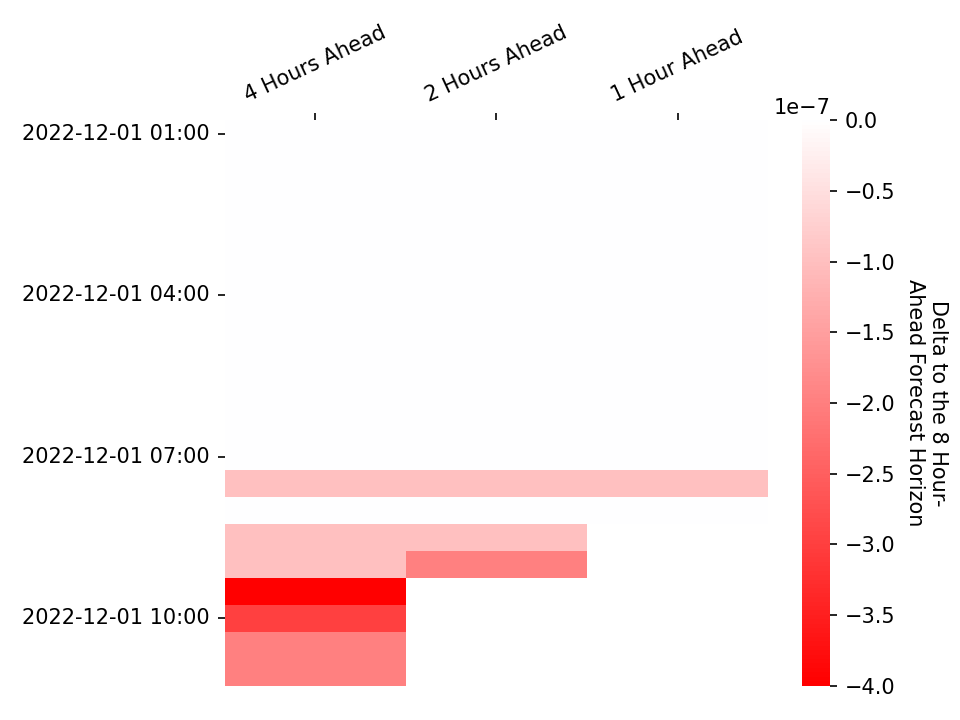 4 Hours Ahead
2 Hours Ahead
1 Hour Ahead
1e−7
2022-12-01 01:00
2022-12-01 04:00
2022-12-01 07:00
2022-12-01 10:00
0.0
−0.5
−1.0
−1.5
−2.0
−2.5
−3.0
−3.5
−4.0
Delta to the 8 Hour-
Ahead Forecast Horizon